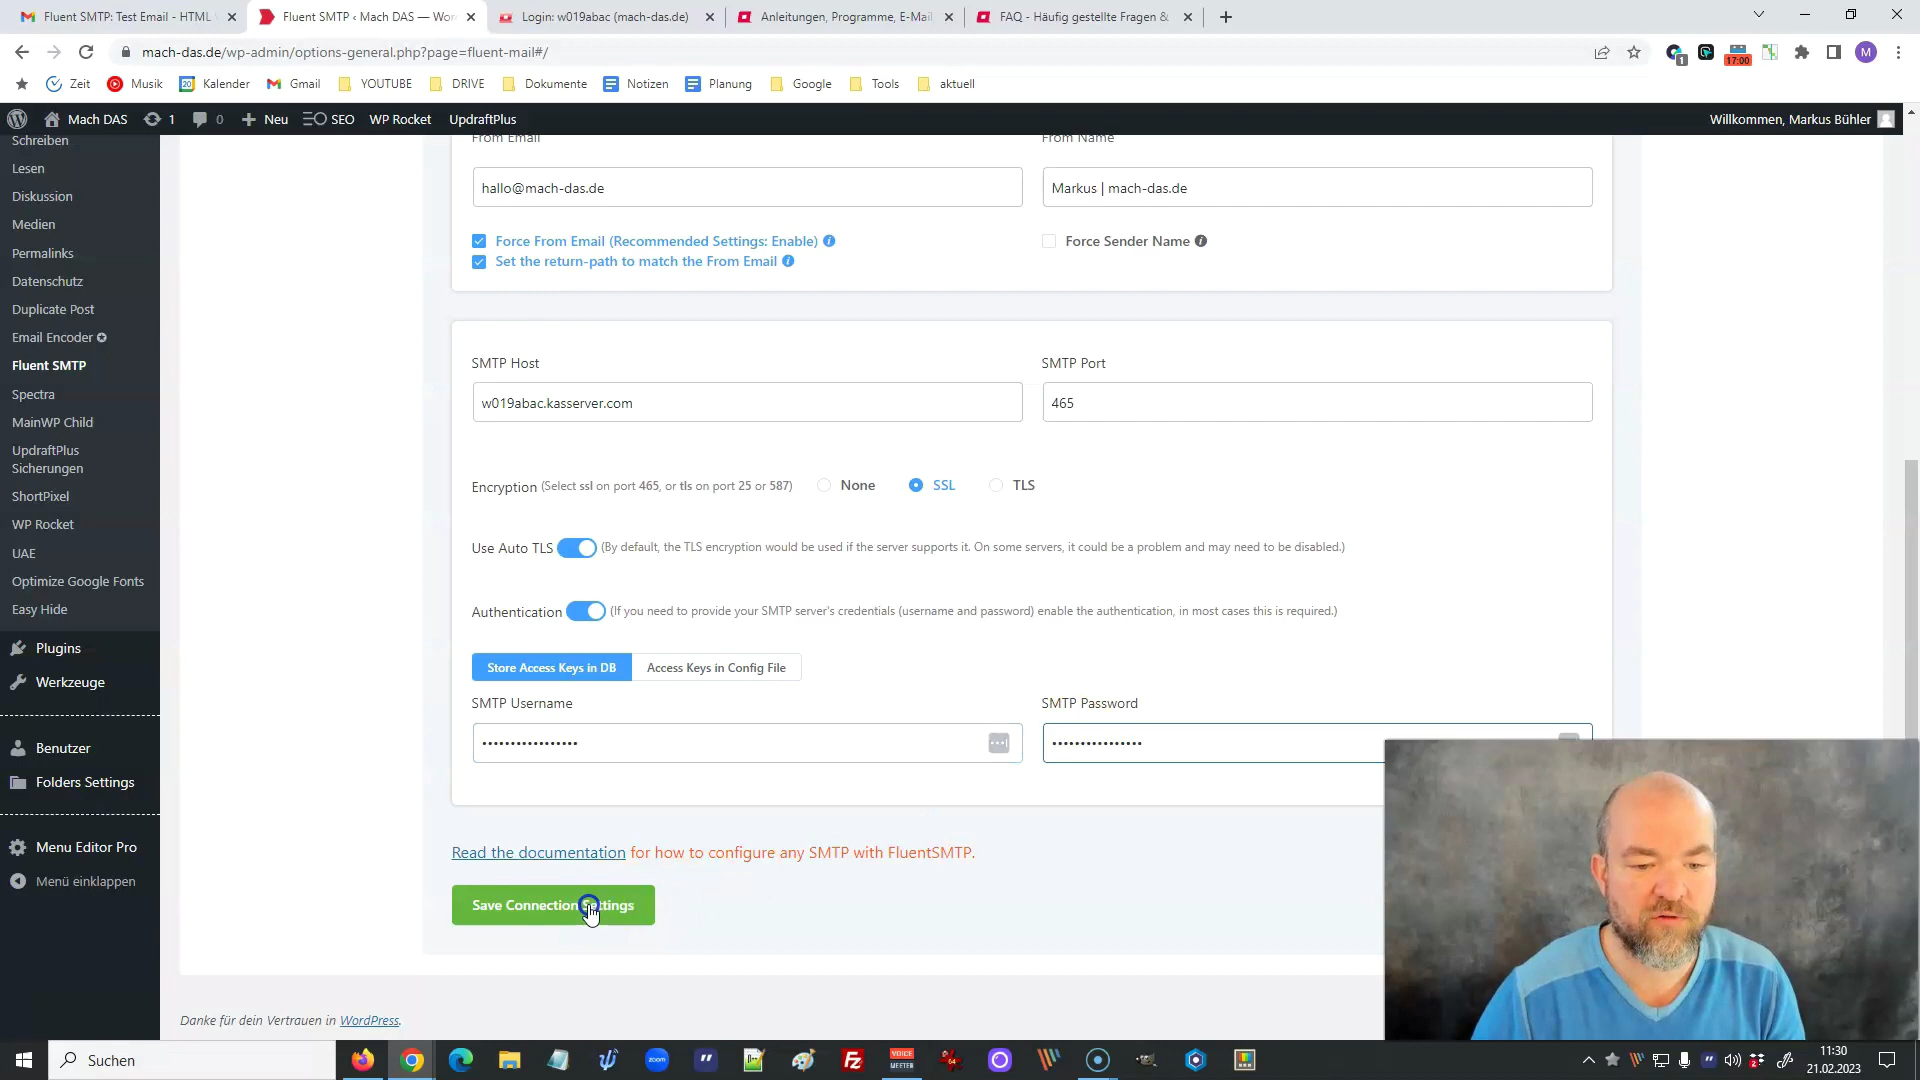 Fluent SMTP: Test Email - HTML
Fluent SMTP ‹ Mach DAS — Wor
Login: w019abac (mach-das.de)
Anleitungen, Programme, E-Mail
FAQ - Häufig gestellte Fragen &
mach-das.de/wp-admin/options-general.php?page=fluent-mail#/
1
17:00
M
Zeit
Musik
20
Kalender
Gmail
YOUTUBE
DRIVE
Dokumente
Notizen
Planung
Google
Tools
aktuell
Mach DAS
1
0
Neu
SEO
WP Rocket
UpdraftPlus
Willkommen, Markus Bühler
Schreiben
Lesen
Diskussion
Medien
Permalinks
Datenschutz
Duplicate Post
Email Encoder
Fluent SMTP
Spectra
MainWP Child
UpdraftPlus
Sicherungen
ShortPixel
WP Rocket
UAE
Optimize Google Fonts
Easy Hide
Plugins
Werkzeuge
Benutzer
Folders Settings
Menu Editor Pro
Menü einklappen
From Email
From Name
hallo@mach-das.de
Markus | mach-das.de
Force From Email (Recommended Settings: Enable)
Force Sender Name
Set the return-path to match the From Email
SMTP Host
SMTP Port
w019abac.kasserver.com
465
Encryption (Select ssl on port 465, or tls on port 25 or 587)
None
SSL
TLS
Use Auto TLS
(By default, the TLS encryption would be used if the server supports it. On some servers, it could be a problem and may need to be disabled.)
Authentication
(If you need to provide your SMTP server's credentials (username and password) enable the authentication, in most cases this is required.)
Store Access Keys in DB
Access Keys in Config File
SMTP Username
SMTP Password
•••••••••••••••••
••••••••••••••••
Read the documentation for how to configure any SMTP with FluentSMTP.
Save Connection Settings
Danke für dein Vertrauen in WordPress.
Suchen
zoom
VOICE
MEETER
64
11:30
21.02.2023